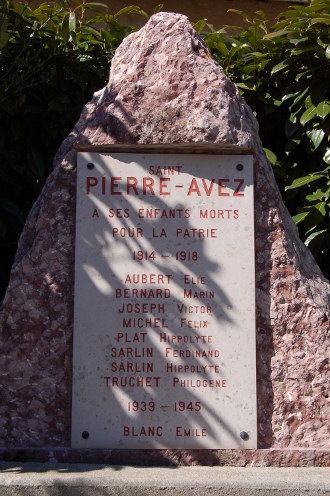 SAINT
PIERRE-AVEZ
A SES ENFANTS MORTS
POUR LA PATRIE
1914 - 1918
AUBERT ELIE
BERNARD MARIN
JOSEPH VICTOR
MICHEL FELIX
PLAT HIPPOLYTE
SARLIN FERDINAND
SARLIN HIPPOLYTE
TRUCHET PHILOGENE
1939 - 1945
BLANC EMILE